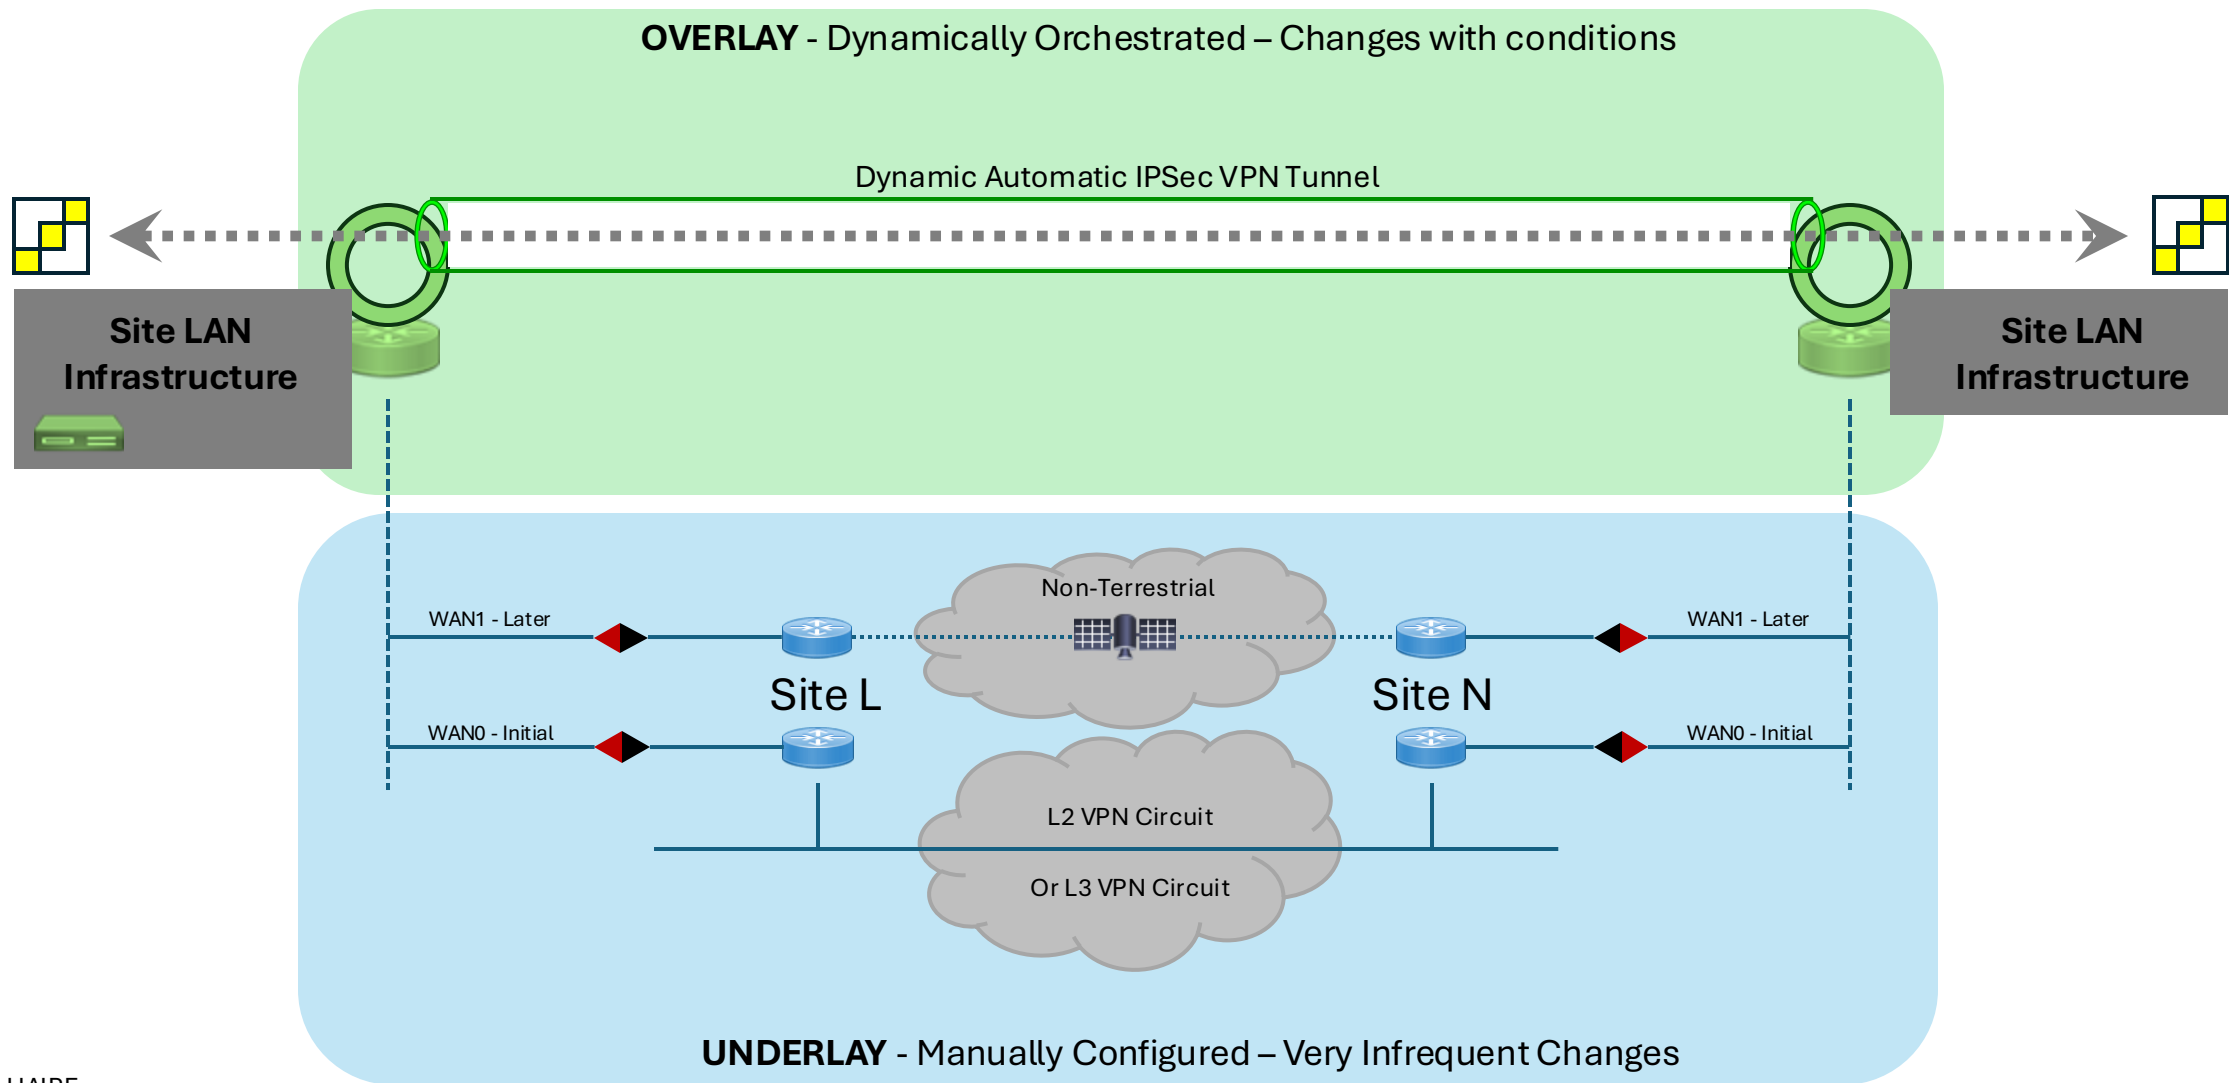 OVERLAY - Dynamically Orchestrated – Changes with conditions
Dynamic Automatic IPSec VPN Tunnel
Site LAN
Infrastructure
Site LAN
Infrastructure
Non-Terrestrial
WAN1 - Later
WAN1 - Later
Site L
Site N
WAN0 - Initial
WAN0 - Initial
L2 VPN Circuit
Or L3 VPN Circuit
UNDERLAY - Manually Configured – Very Infrequent Changes